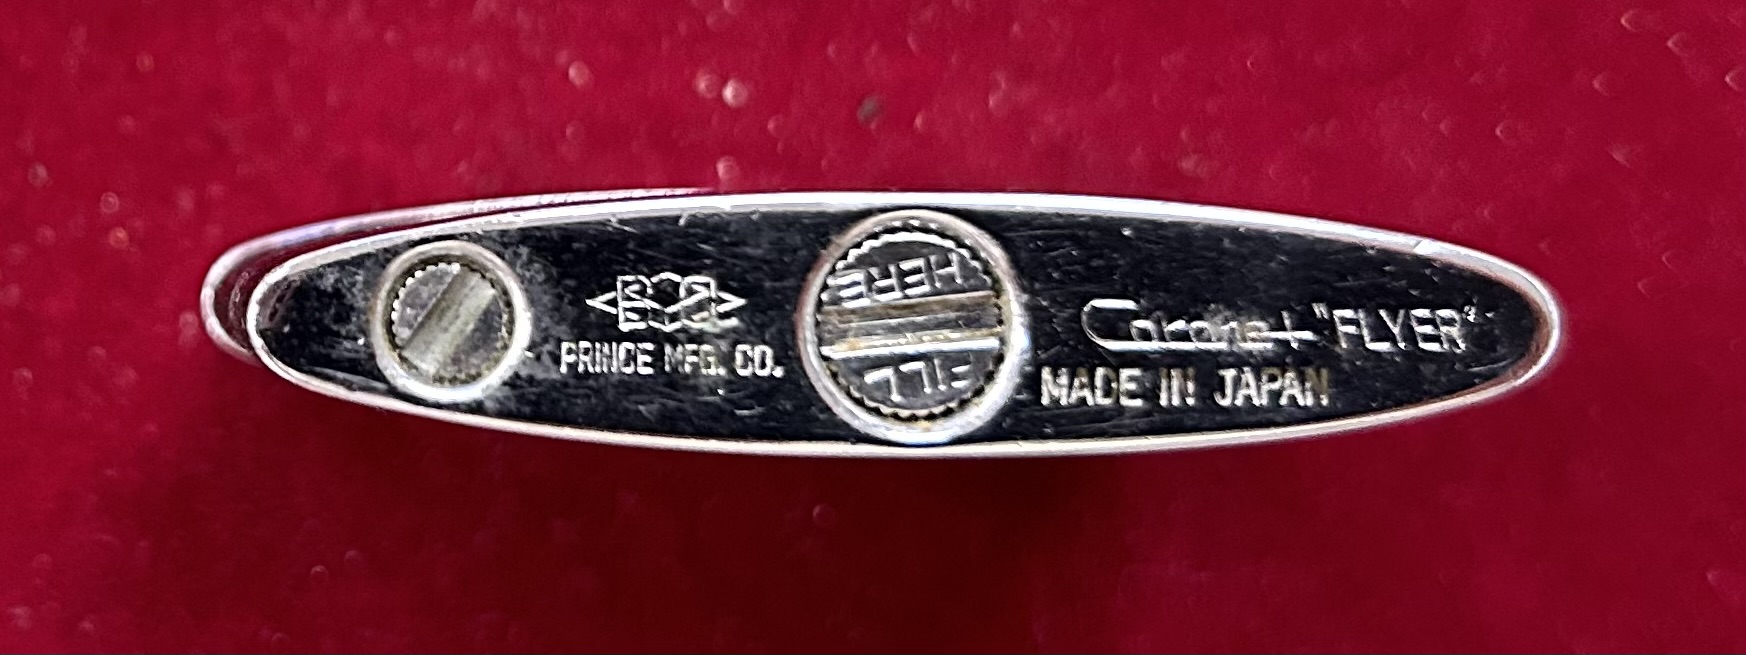 PRINCE MFG. CO.
FILL
HERE
Coronet "FLYER"
MADE IN JAPAN